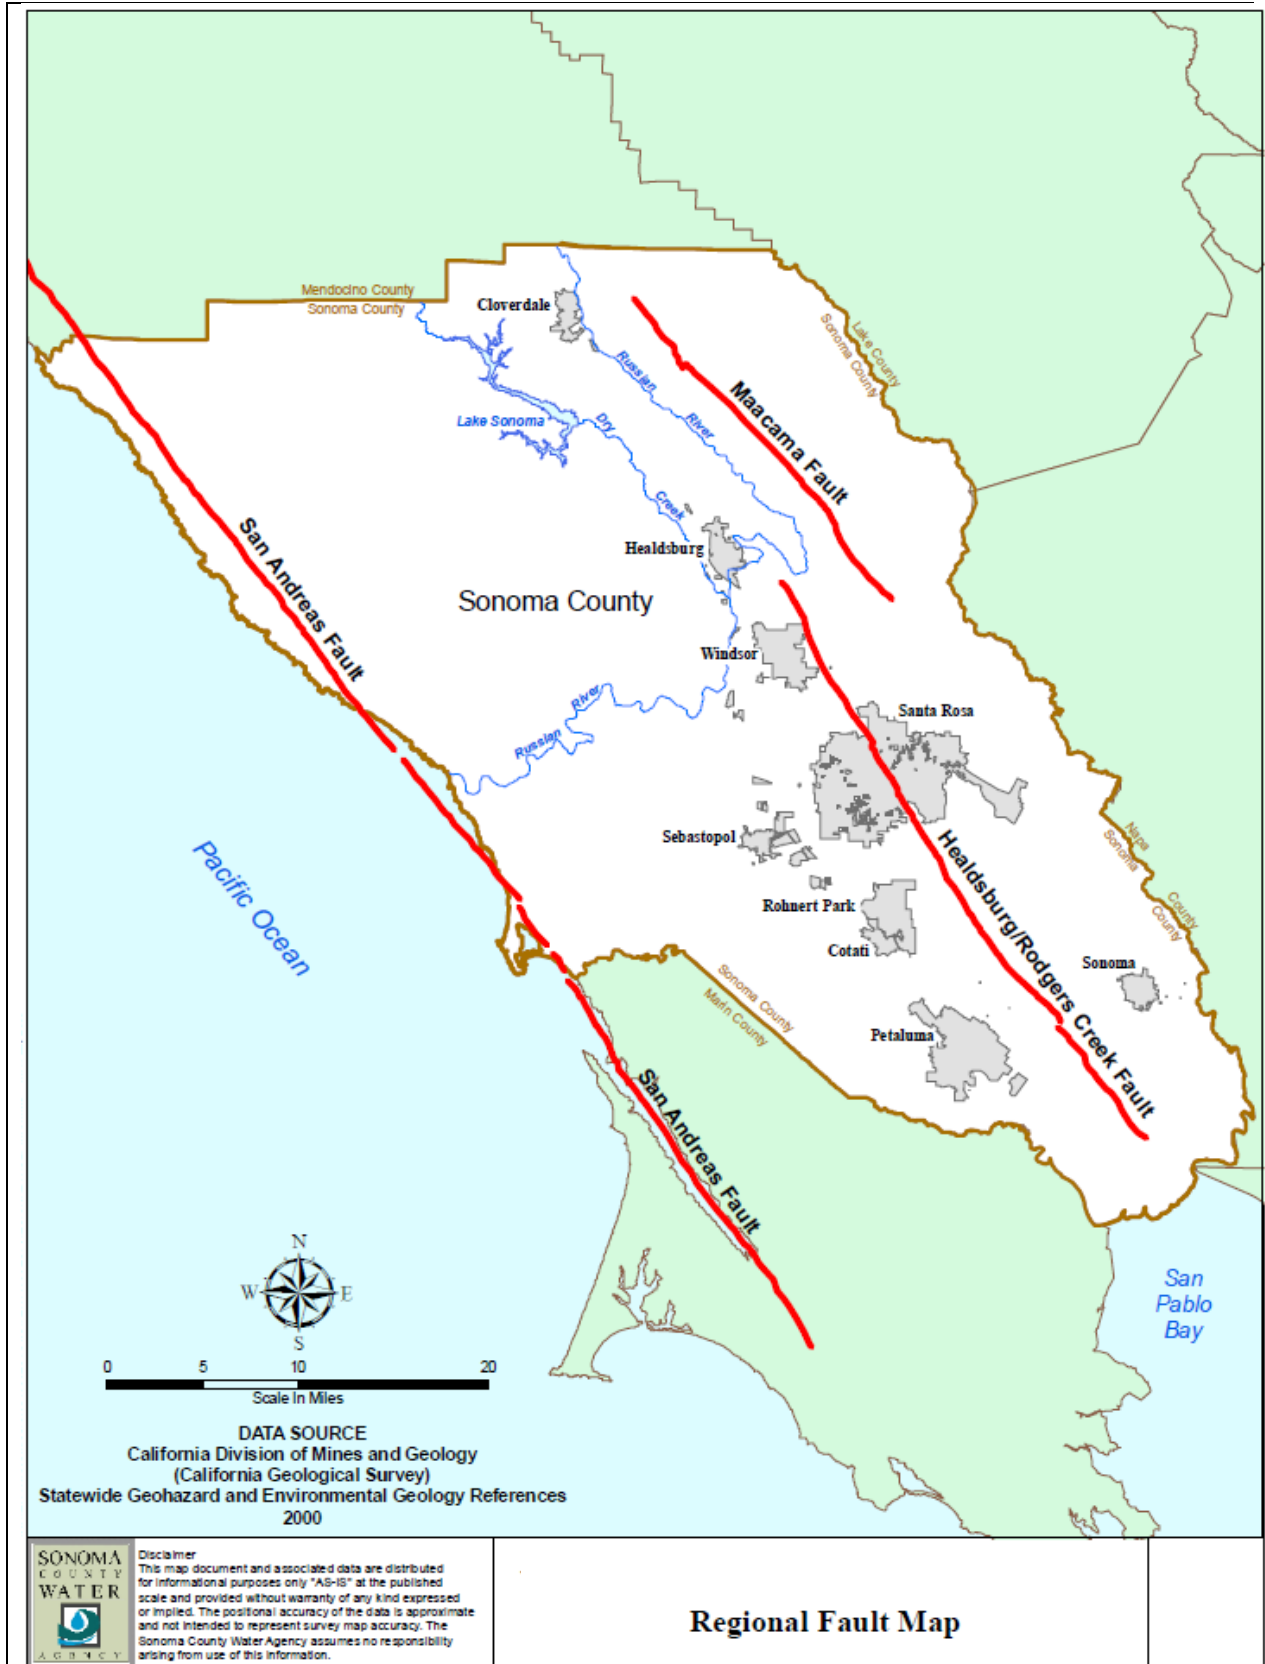 Mendocino County
Sonoma County
Cloverdale
Lake County
Sonoma County
Russian
River
Maacama Fault
Lake Sonoma
Dry
Creek
San Andreas Fault
Healdsburg
Sonoma County
Windsor
Russian
River
Santa Rosa
Pacific Ocean
Sebastopol
Napa
County
Sonoma
County
Healdsburg/Rodgers Creek Fault
Rohnert Park
Cotati
Sonoma
Sonoma County
Marin County
Petaluma
San Andreas Fault
N
W
E
S
San
Pablo
Bay
0 5 10 20
Scale In Miles
DATA SOURCE
California Division of Mines and Geology
(California Geological Survey)
Statewide Geohazard and Environmental Geology References
2000
SONOMA
COUNTY
WATER
AGENCY
Disclaimer
This map document and associated data are distributed
for informational purposes only "AS-IS" at the published
scale and provided without warranty of any kind expressed
or implied. The positional accuracy of the data is approximate
and not intended to represent survey map accuracy. The
Sonoma County Water Agency assumes no responsibility
arising from use of this information.
Regional Fault Map